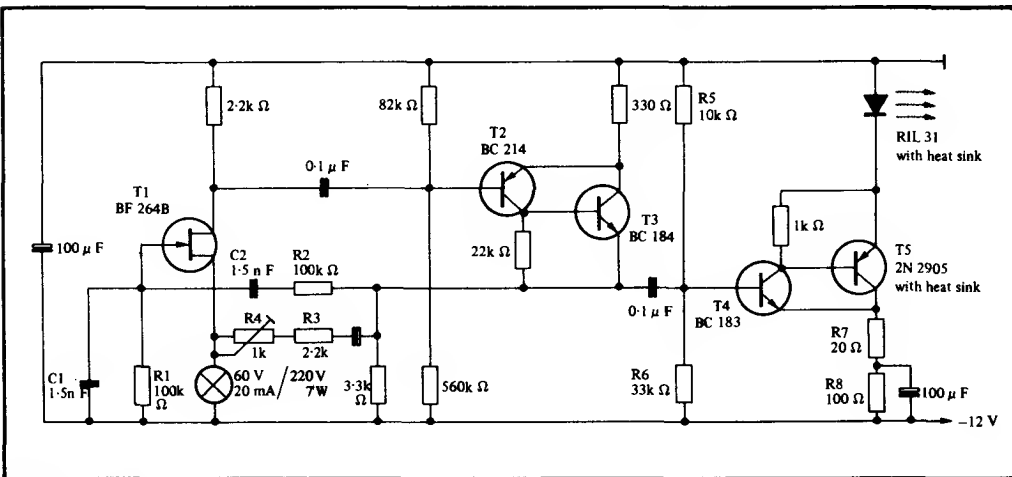 2·2k Ω
82k Ω
330 Ω
R5
10k Ω
RIL 31
with heat sink
T2
BC 214
0·1 μ F
T1
BF 264B
T3
BC 184
1k Ω
100 μ F
22k Ω
T5
2N 2905
with heat sink
C2
1·5 n F
R2
100k Ω
0·1 μ F
T4
BC 183
R4
1k
R3
2·2k
R7
20 Ω
C1
1·5n F
R1
100k
Ω
60 V
20 mA/220 V
7W
3·3k
Ω
560k Ω
R6
33k Ω
R8
100 Ω
100 μ F
−12 V